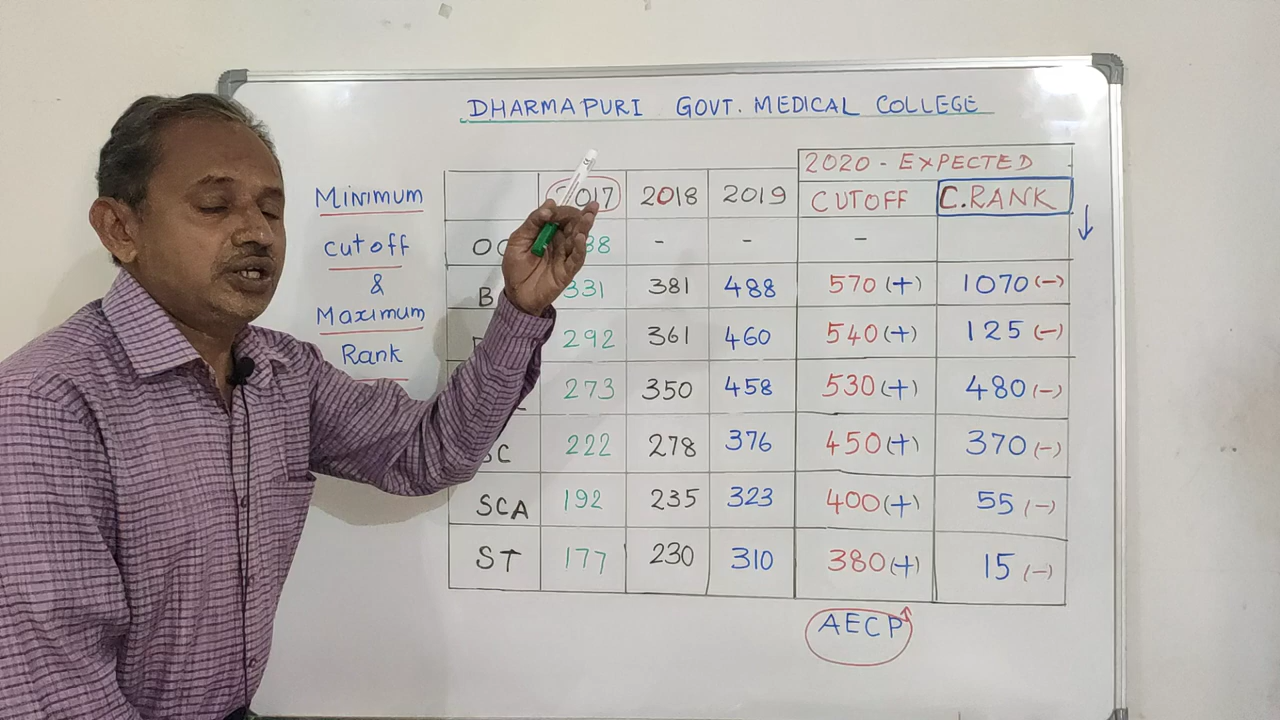 DHARMAPURI GOVT. MEDICAL COLLEGE
Minimum
cutoff
&
Maximum
Rank
2020 - EXPECTED
2017 2018 2019 CUTOFF C.RANK
- - -
331 381 488 570 (+) 1070 (-)
292 361 460 540 (+) 125 (-)
273 350 458 530 (+) 480 (-)
222 278 376 450 (+) 370 (-)
SCA 192 235 323 400 (+) 55 (-)
ST 177 230 310 380 (+) 15 (-)
AECP